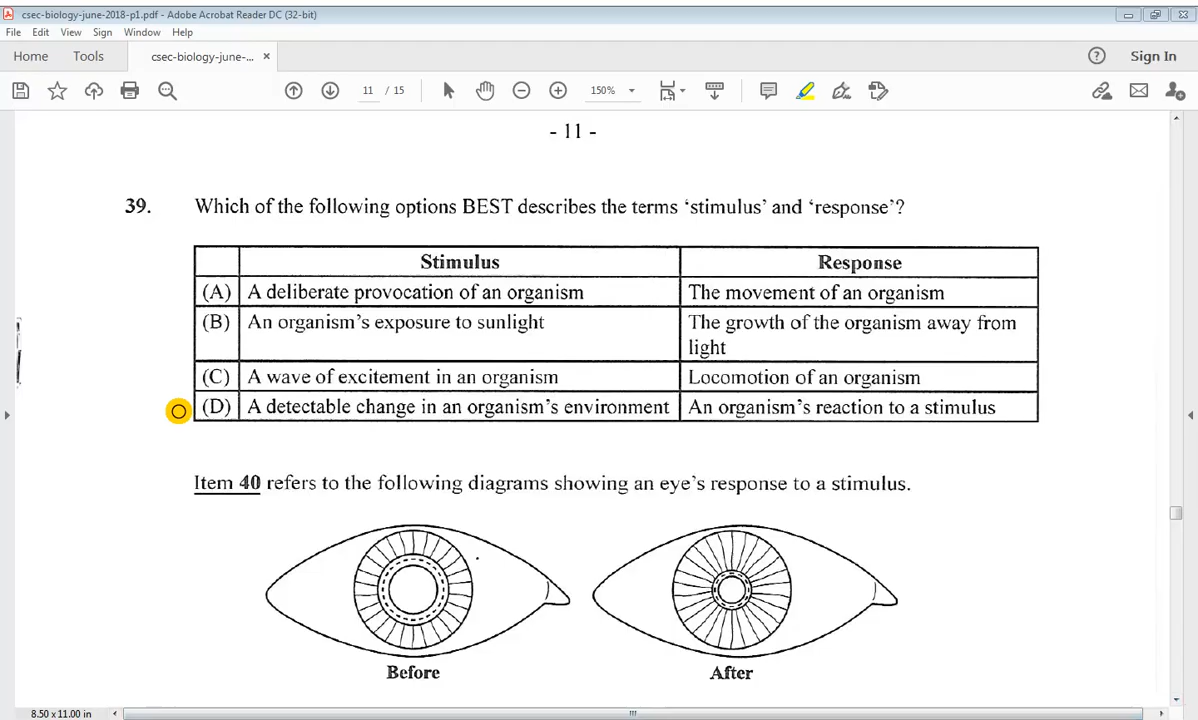 csec-biology-june-2018-p1.pdf - Adobe Acrobat Reader DC (32-bit)
File Edit View Sign Window Help
Home Tools csec-biology-june-... × Sign In
11 / 15 150%
- 11 -
39. Which of the following options BEST describes the terms ‘stimulus’ and ‘response’?
Stimulus Response
(A) A deliberate provocation of an organism The movement of an organism
(B) An organism’s exposure to sunlight The growth of the organism away from
light
(C) A wave of excitement in an organism Locomotion of an organism
(D) A detectable change in an organism’s environment An organism’s reaction to a stimulus
Item 40 refers to the following diagrams showing an eye’s response to a stimulus.
Before After
8.50 x 11.00 in